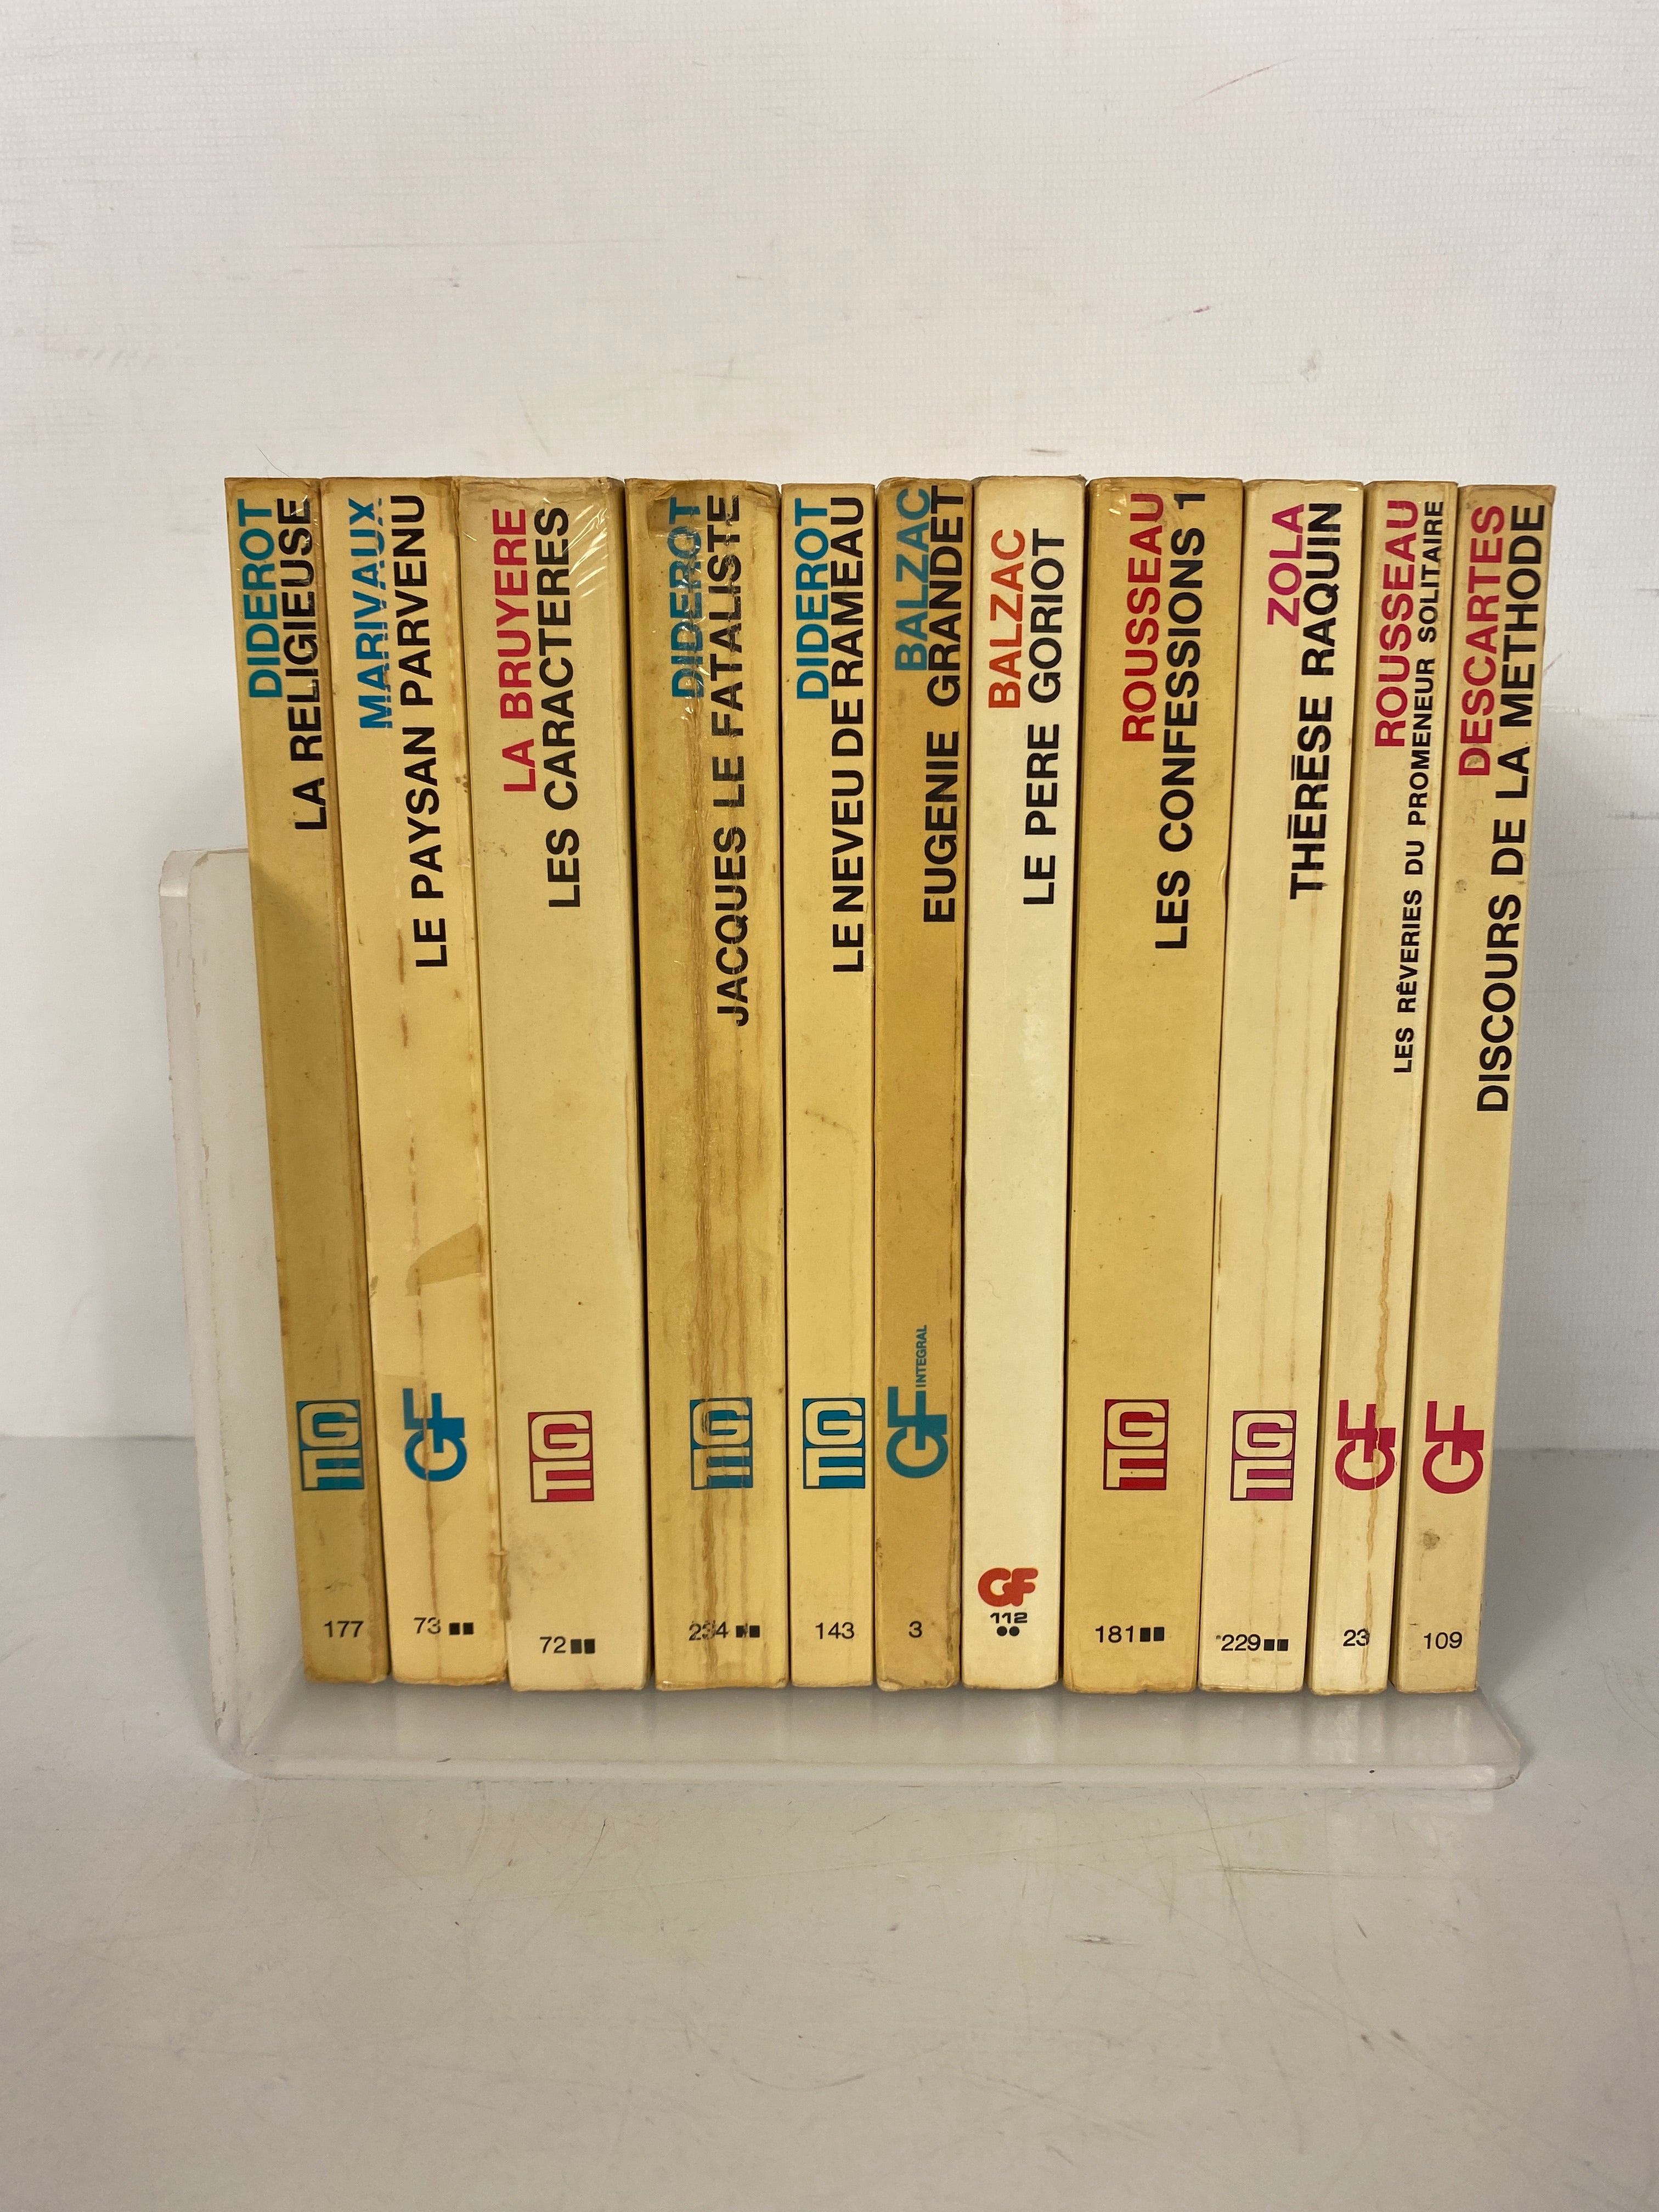 DIDEROT
LA RELIGIEUSE
GF
177
MARIVAUX
LE PAYSAN PARVENU
GF
73
LA BRUYERE
LES CARACTERES
GF
72
DIDEROT
JACQUES LE FATALISTE
GF
234
DIDEROT
LE NEVEU DE RAMEAU
GF
143
BALZAC
EUGENIE GRANDET
GF INTEGRAL
3
BALZAC
LE PERE GORIOT
GF
112
ROUSSEAU
LES CONFESSIONS 1
GF
181
ZOLA
THÉRÈSE RAQUIN
GF
229
ROUSSEAU
LES RÊVERIES DU PROMENEUR SOLITAIRE
GF
23
DESCARTES
DISCOURS DE LA METHODE
GF
109